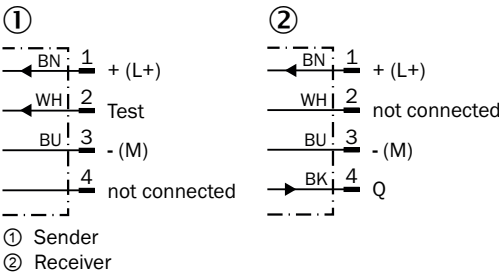 ① ②
BN 1 + (L+)
WH 2 Test
BU 3 - (M)
4 not connected
BN 1 + (L+)
WH 2 not connected
BU 3 - (M)
BK 4 Q
① Sender
② Receiver